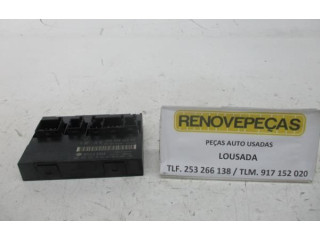 RENOVEPEÇAS
PEÇAS AUTO USADAS
LOUSADA
TLF. 253 266 138 / TLM. 917 152 020